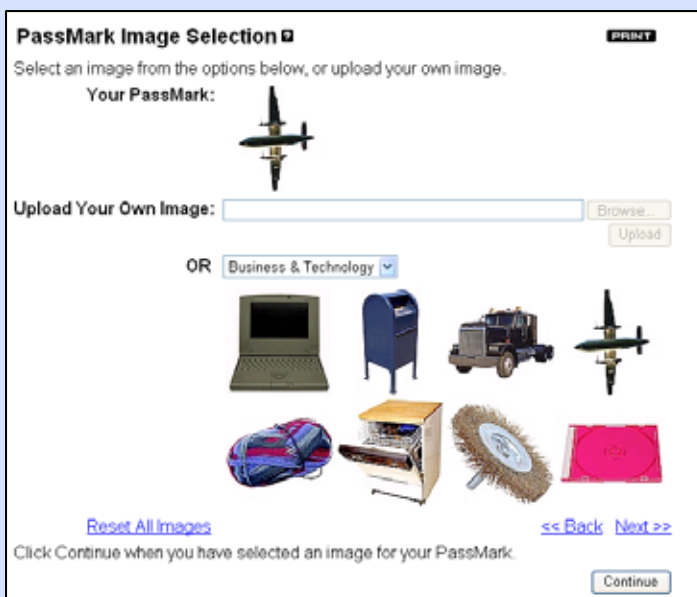 PassMark Image Selection ?
PRINT
Select an image from the options below, or upload your own image.
Your PassMark:
Upload Your Own Image:
Browse...
Upload
OR
Business & Technology
Reset All Images
<< Back Next >>
Click Continue when you have selected an image for your PassMark.
Continue